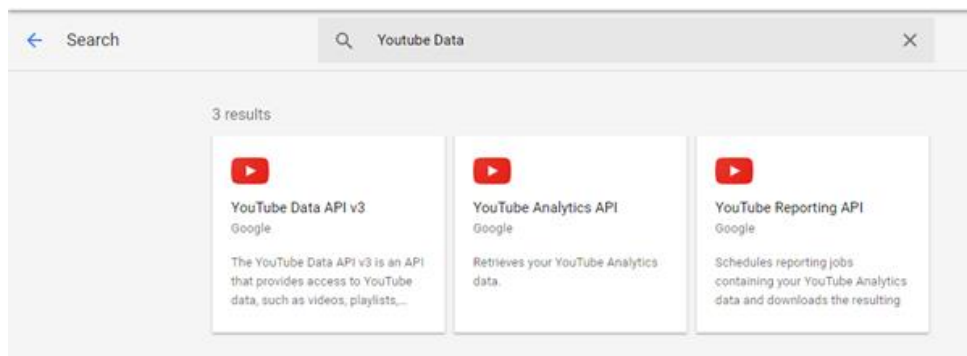 Search
Youtube Data
3 results
YouTube Data API v3
Google
The YouTube Data API v3 is an API
that provides access to YouTube
data, such as videos, playlists,...
YouTube Analytics API
Google
Retrieves your YouTube Analytics
data.
YouTube Reporting API
Google
Schedules reporting jobs
containing your YouTube Analytics
data and downloads the resulting